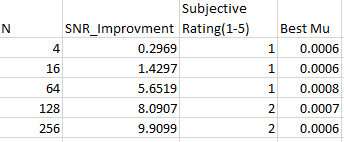 Subjective
N SNR_Improvment Rating(1-5) Best Mu
4 0.2969 1 0.0006
16 1.4297 1 0.0006
64 5.6519 1 0.0008
128 8.0907 2 0.0007
256 9.9099 2 0.0006